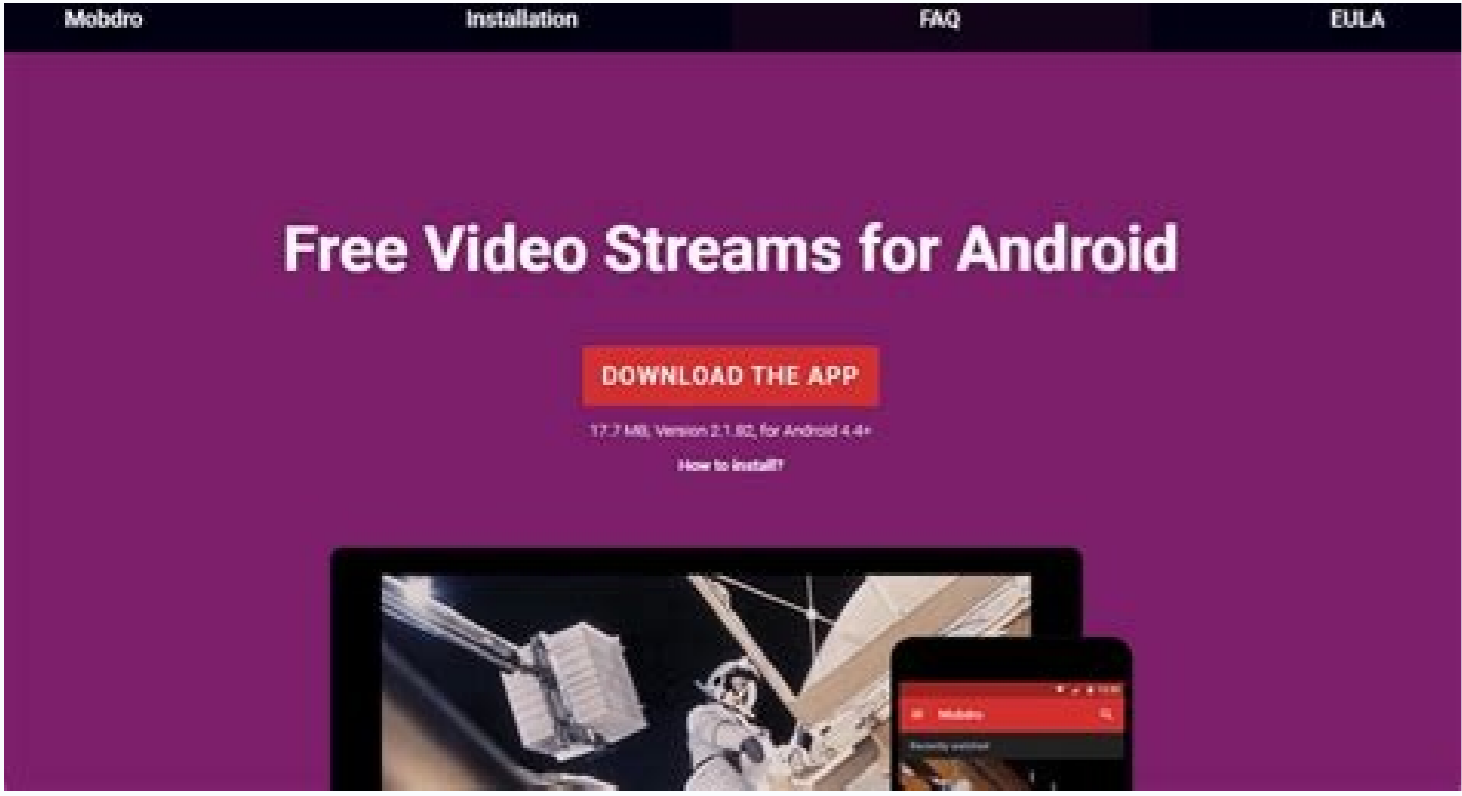 Mobdro Installation FAQ EULA
Free Video Streams for Android
DOWNLOAD THE APP
17.7 MB, Version 2.1.82, for Android 4.4+
How to install?
Mobdro
Recently watched